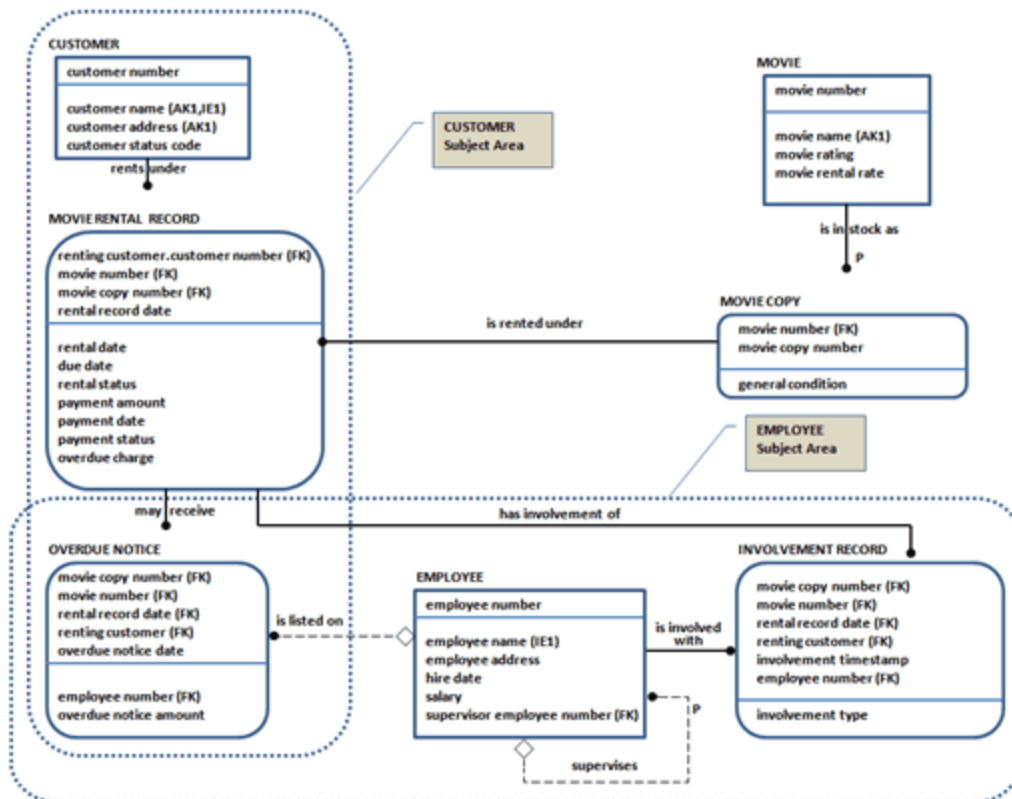 CUSTOMER
customer number
customer name (AK1,IE1)
customer address (AK1)
customer status code
rents under
CUSTOMER
Subject Area
MOVIE
movie number
movie name (AK1)
movie rating
movie rental rate
is in stock as
P
MOVIE RENTAL RECORD
renting customer.customer number (FK)
movie number (FK)
movie copy number (FK)
rental record date
rental date
due date
rental status
payment amount
payment date
payment status
overdue charge
is rented under
MOVIE COPY
movie number (FK)
movie copy number
general condition
EMPLOYEE
Subject Area
may receive
has involvement of
OVERDUE NOTICE
movie copy number (FK)
movie number (FK)
rental record date (FK)
renting customer (FK)
overdue notice date
employee number (FK)
overdue notice amount
is listed on
EMPLOYEE
employee number
employee name (IE1)
employee address
hire date
salary
supervisor employee number (FK)
P
supervises
is involved
with
INVOLVEMENT RECORD
movie copy number (FK)
movie number (FK)
rental record date (FK)
renting customer (FK)
involvement timestamp
employee number (FK)
involvement type